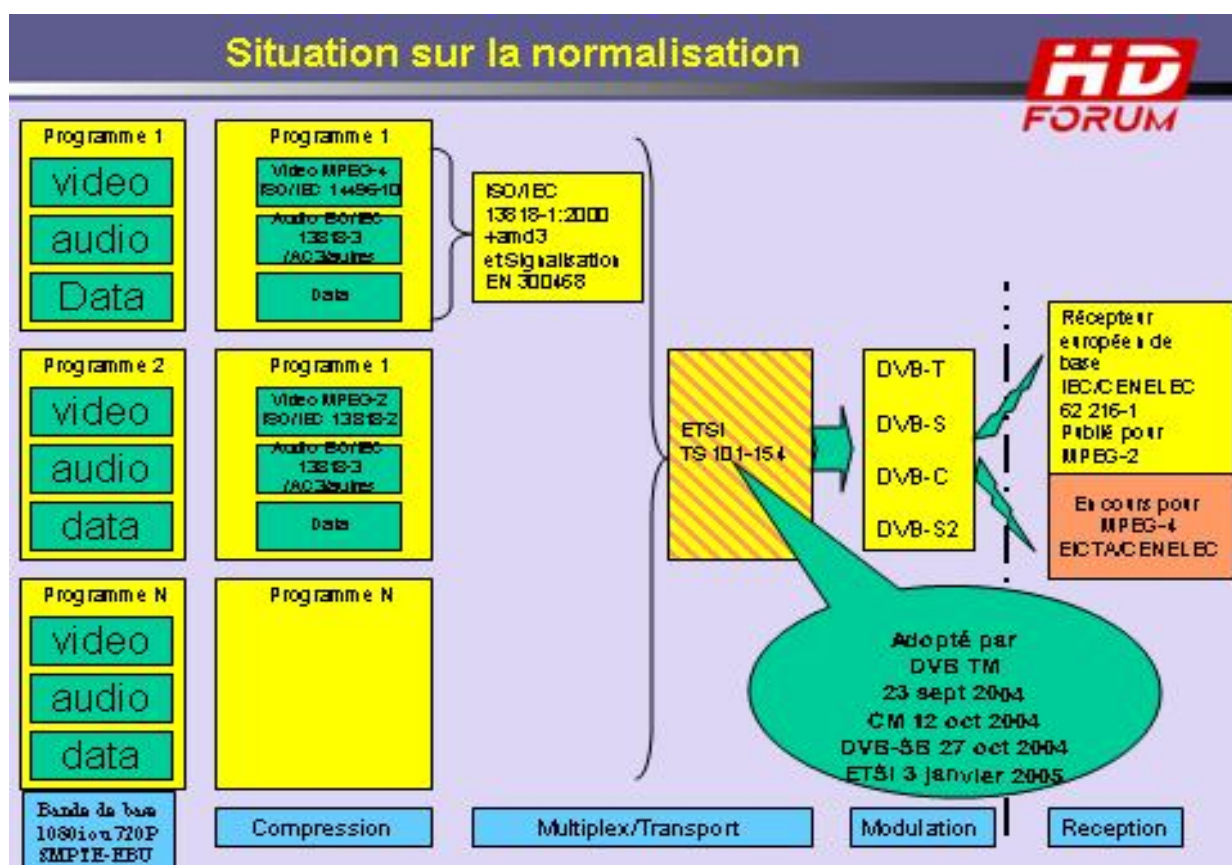 Situation sur la normalisation
HD
FORUM
Programme 1
video
audio
Data
Programme 1
Video MPEG-4
ISO/IEC 14496-10
Audio ISO/IEC
13818-3
/AC3/autres
Data
ISO/IEC
13818-1:2000
+amd3
et Signalisation
EN 300468
Programme 2
video
audio
data
Programme 1
Video MPEG-2
ISO/IEC 13818-2
Audio ISO/IEC
13818-3
/AC3/autres
Data
Programme N
video
audio
data
Programme N
ETSI
TS 101-154
DVB-T
DVB-S
DVB-C
DVB-S2
Récepteur
européen de
base
IEC/CENELEC
62 216-1
Publié pour
MPEG-2
En cours pour
MPEG-4
EICTA/CENELEC
Adopté par
DVB TM
23 sept 2004
CM 12 oct 2004
DVB-SB 27 oct 2004
ETSI 3 janvier 2005
Bande de base
1080i ou 720P
SMPTE-EBU
Compression
Multiplex/Transport
Modulation
Reception